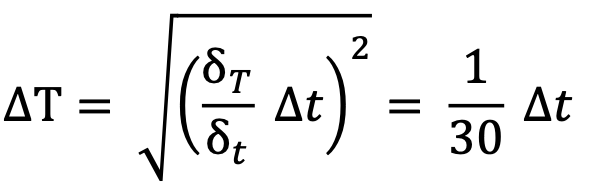 ΔT = √((δ_T/δ_t Δt)²) = 1/30 Δt